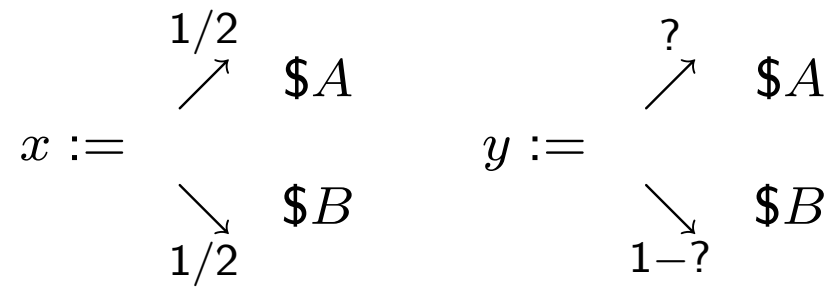 1/2 ?
↗ $A ↗ $A
x := y :=
↘ $B ↘ $B
1/2 1−?